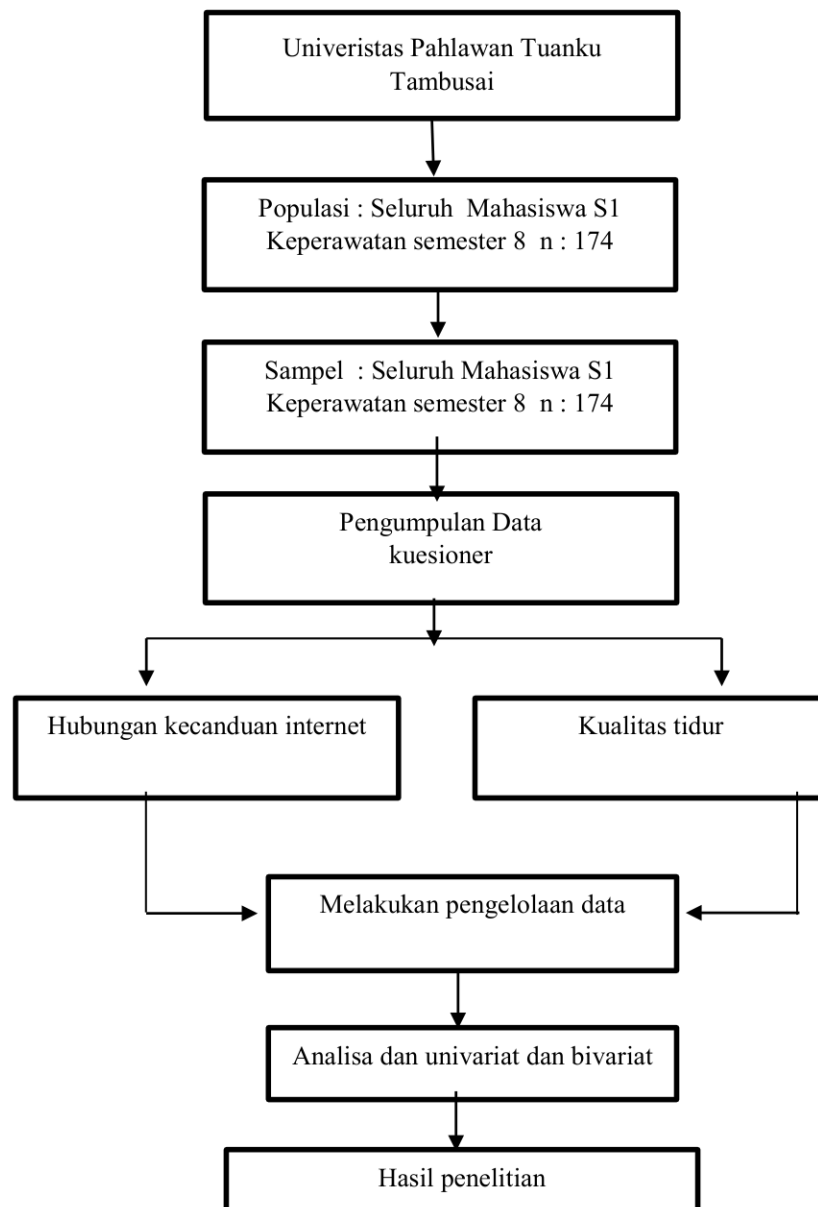 Univeristas Pahlawan Tuanku
Tambusai
Populasi : Seluruh Mahasiswa S1
Keperawatan semester 8 n : 174
Sampel : Seluruh Mahasiswa S1
Keperawatan semester 8 n : 174
Pengumpulan Data
kuesioner
Hubungan kecanduan internet
Kualitas tidur
Melakukan pengelolaan data
Analisa dan univariat dan bivariat
Hasil penelitian